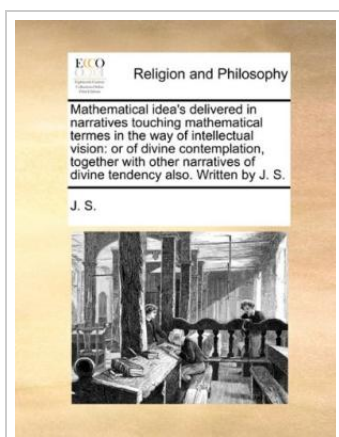 ECCO
Religion and Philosophy
Mathematical idea's delivered in
narratives touching mathematical
termes in the way of intellectual
vision: or of divine contemplation,
together with other narratives of
divine tendency also. Written by J. S.
J. S.